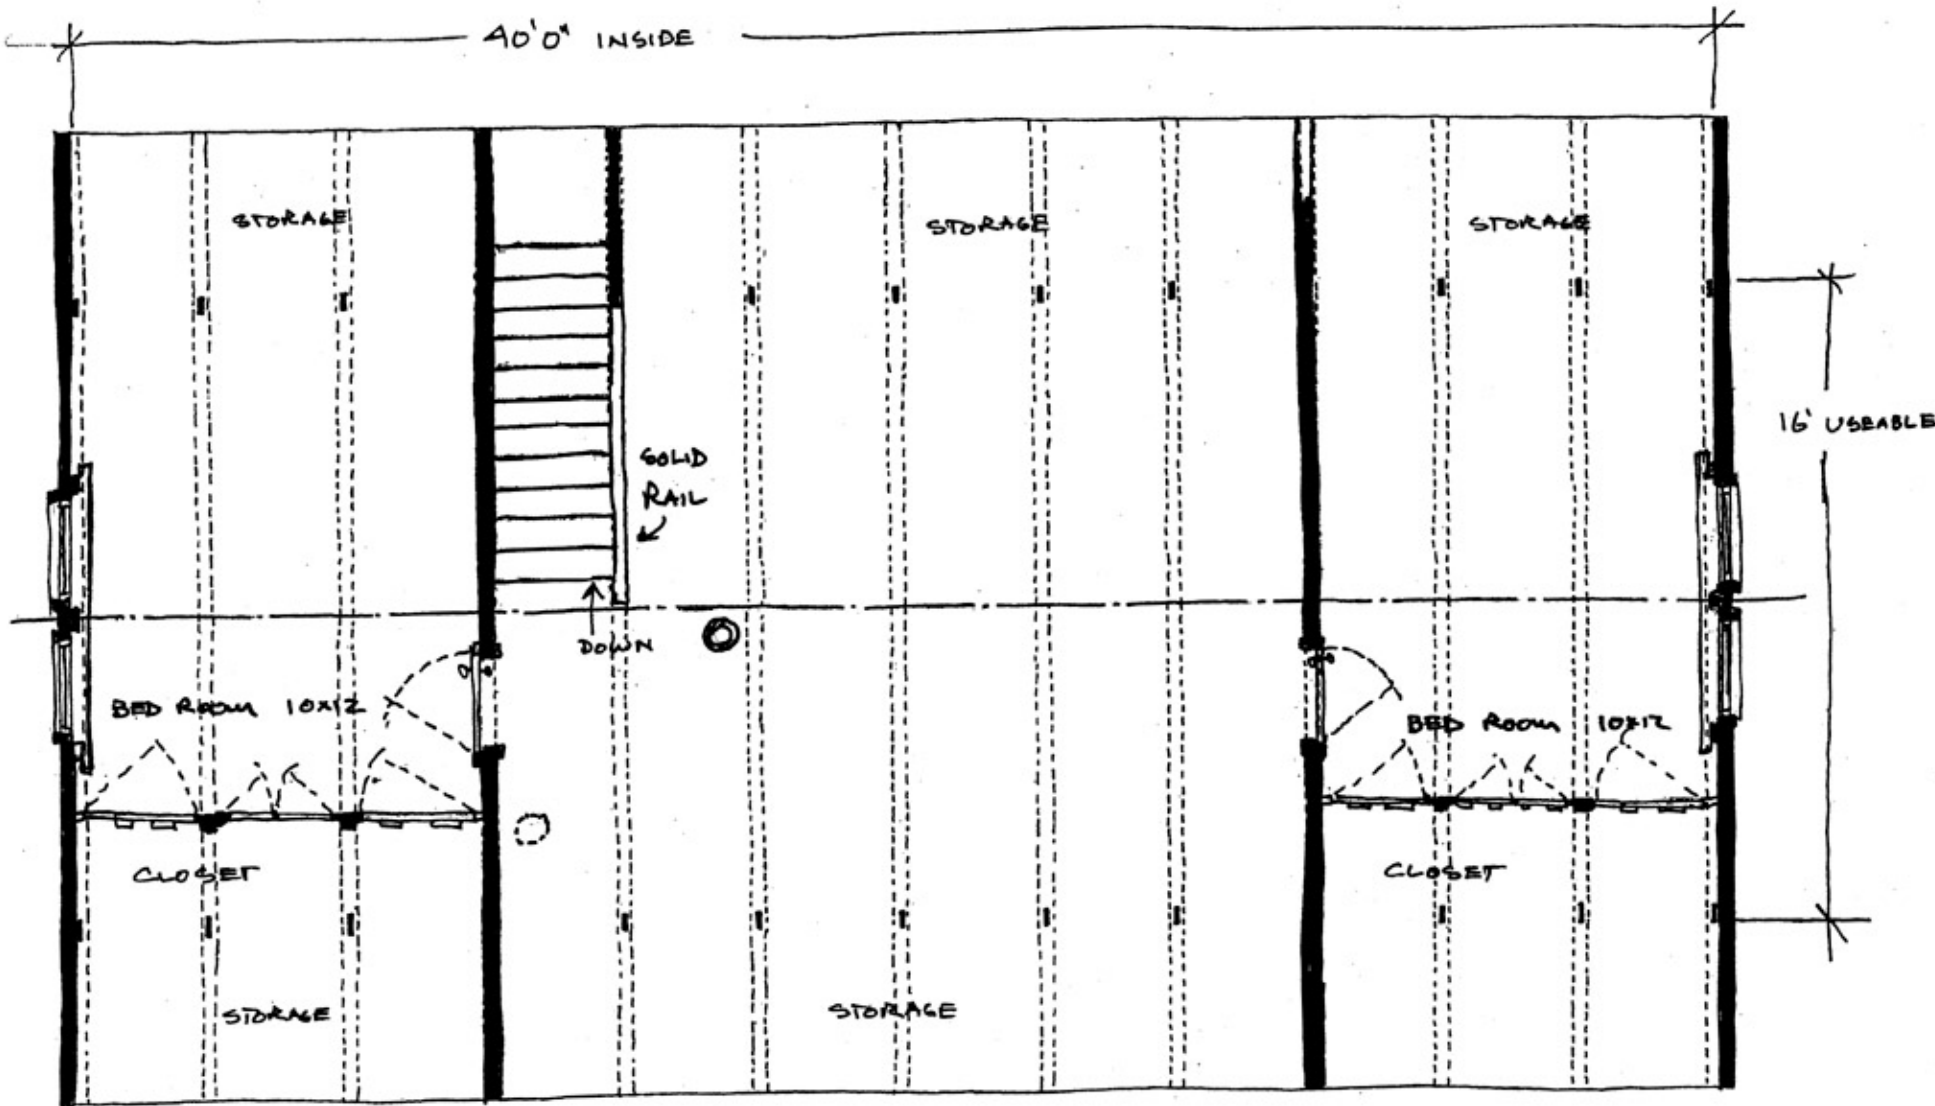 40'0" INSIDE
STORAGE
STORAGE
STORAGE
16' USEABLE
SOLID
RAIL
DOWN
BED ROOM 10x12
BED ROOM 10x12
CLOSET
CLOSET
STORAGE
STORAGE